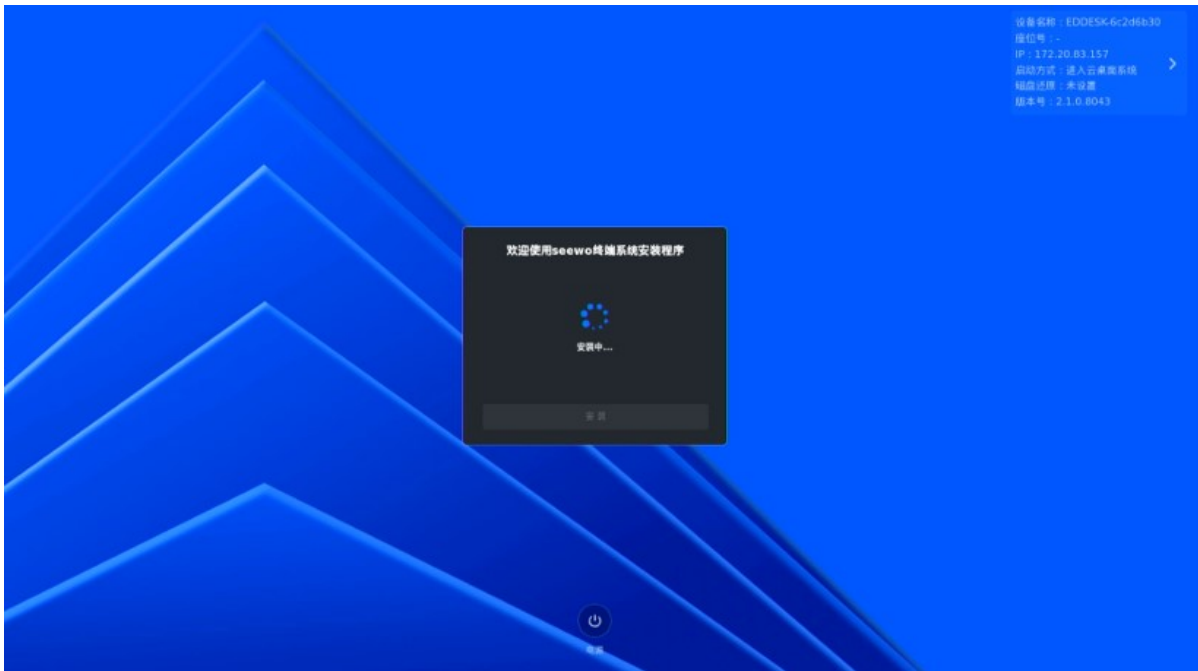 设备名称：EDDESK-6c2d6b30
座位号：-
IP：172.20.83.157
启动方式：进入云桌面系统
磁盘还原：未设置
版本号：2.1.0.8043
欢迎使用seewo终端系统安装程序
安装中...
安装
电源